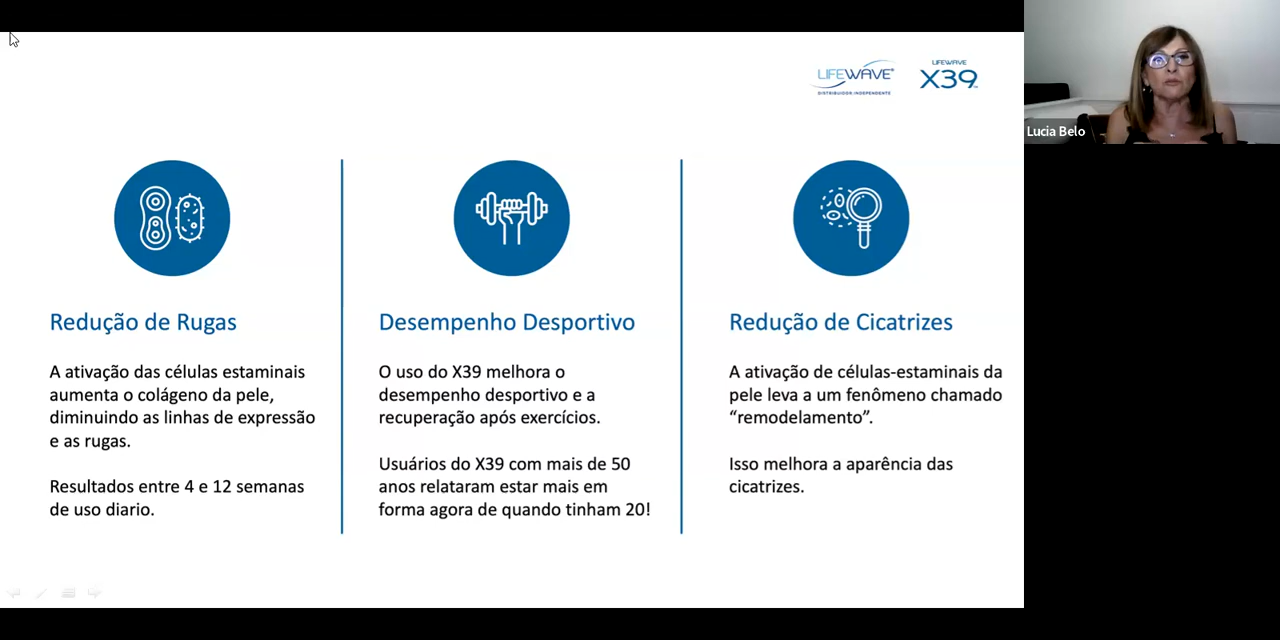 LIFEWAVE®
DISTRIBUIDOR INDEPENDENTE
LIFEWAVE
X39
Lucia Belo
Redução de Rugas
A ativação das células estaminais
aumenta o colágeno da pele,
diminuindo as linhas de expressão
e as rugas.
Resultados entre 4 e 12 semanas
de uso diario.
Desempenho Desportivo
O uso do X39 melhora o
desempenho desportivo e a
recuperação após exercícios.
Usuários do X39 com mais de 50
anos relataram estar mais em
forma agora de quando tinham 20!
Redução de Cicatrizes
A ativação de células-estaminais da
pele leva a um fenômeno chamado
“remodelamento”.
Isso melhora a aparência das
cicatrizes.